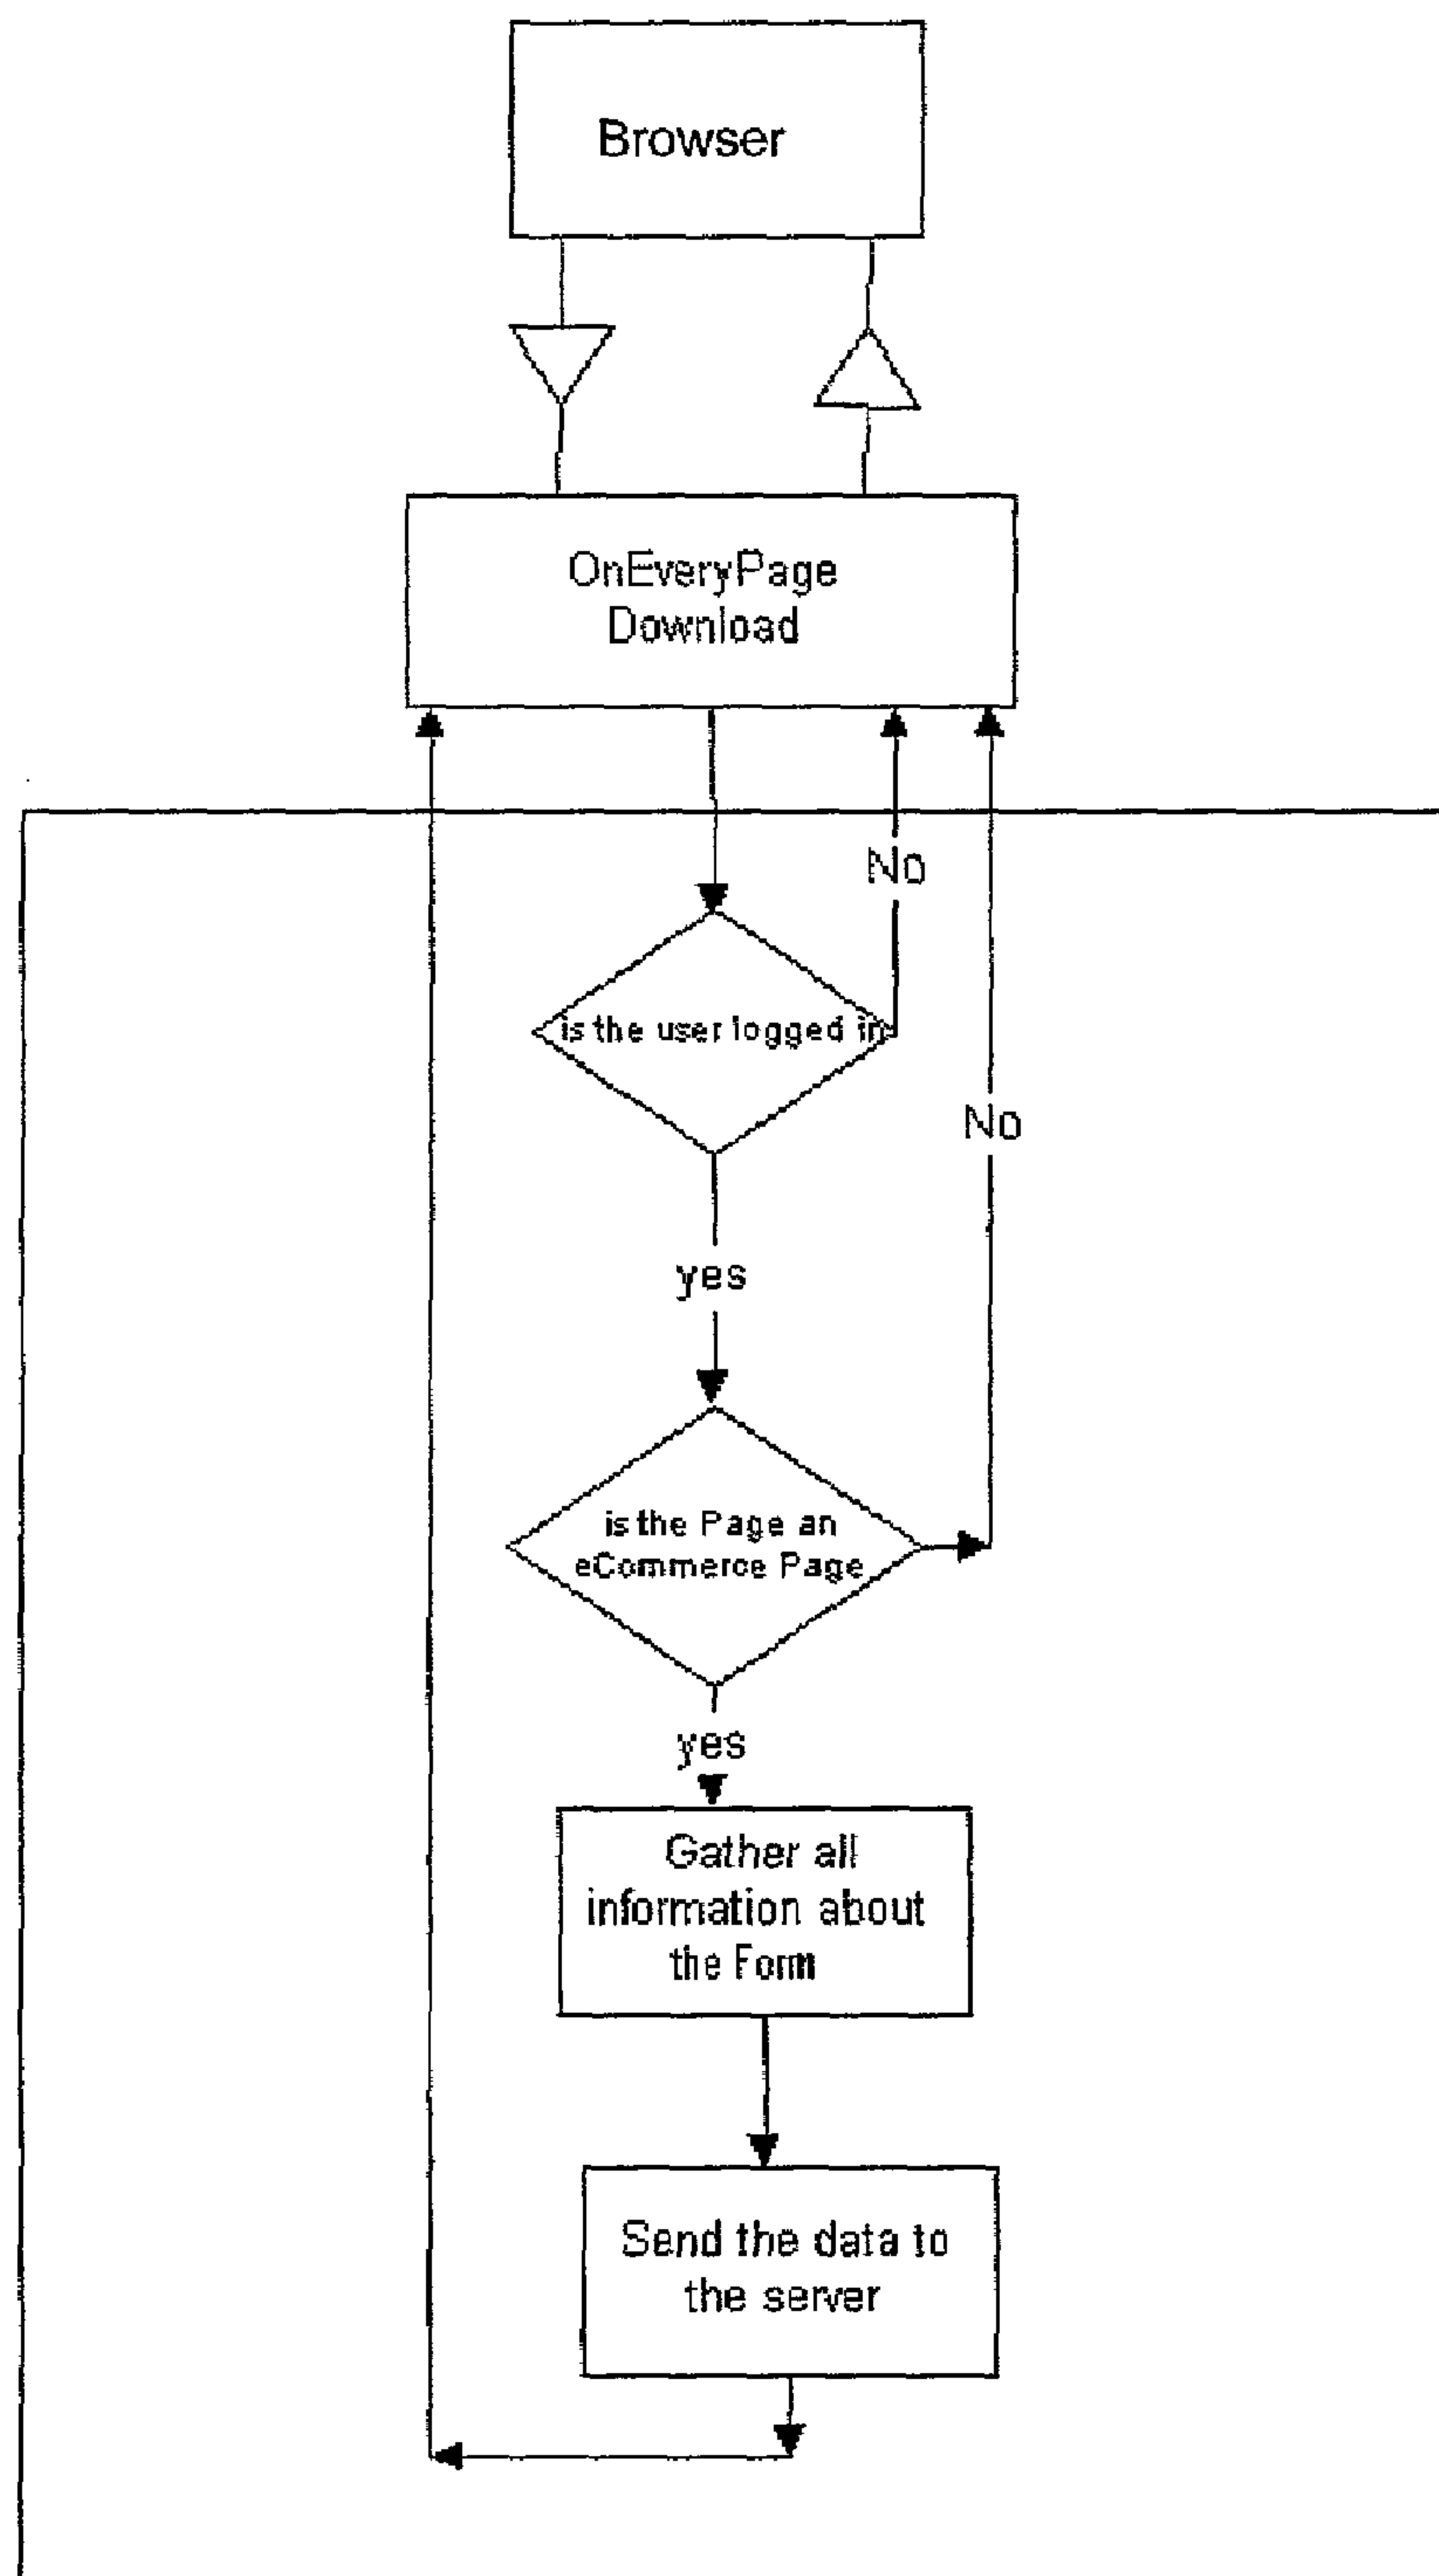 Browser
OnEveryPage
Download
No
is the user logged in
No
yes
is the Page an
eCommerce Page
yes
Gather all
information about
the Form
Send the data to
the server